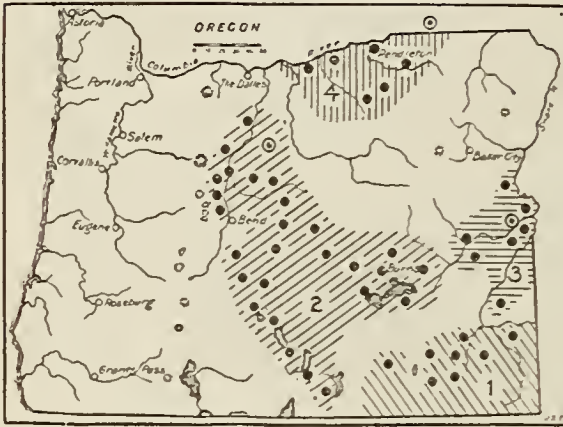 OREGON
Astoria
River
Columbia
Portland
The Dalles
Pendleton
4
Snake R.
Salem
Baker City
Corvallis
Eugene
Bend
Burns
3
2
Roseburg
Grants Pass
1